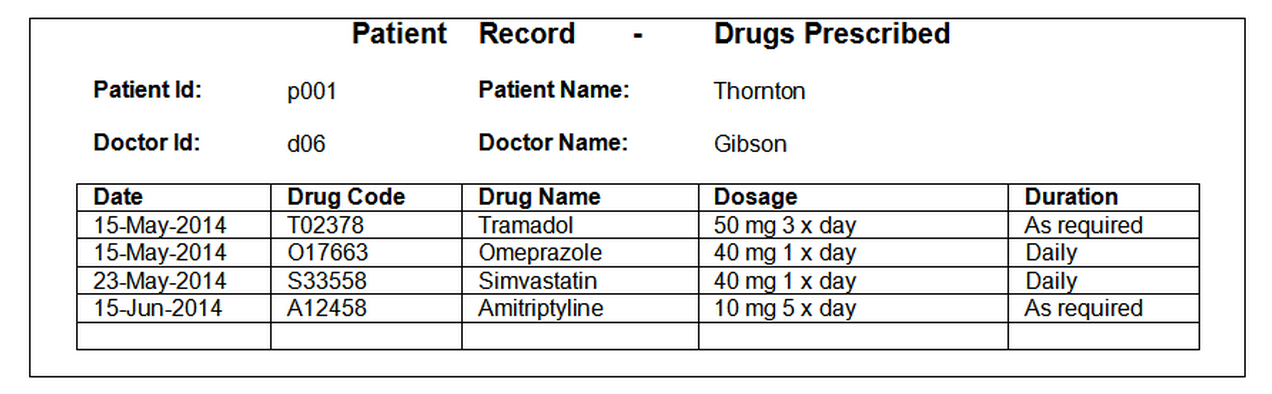 Patient Record - Drugs Prescribed
Patient Id: p001 Patient Name: Thornton
Doctor Id: d06 Doctor Name: Gibson
Date Drug Code Drug Name Dosage Duration
15-May-2014 T02378 Tramadol 50 mg 3 x day As required
15-May-2014 O17663 Omeprazole 40 mg 1 x day Daily
23-May-2014 S33558 Simvastatin 40 mg 1 x day Daily
15-Jun-2014 A12458 Amitriptyline 10 mg 5 x day As required